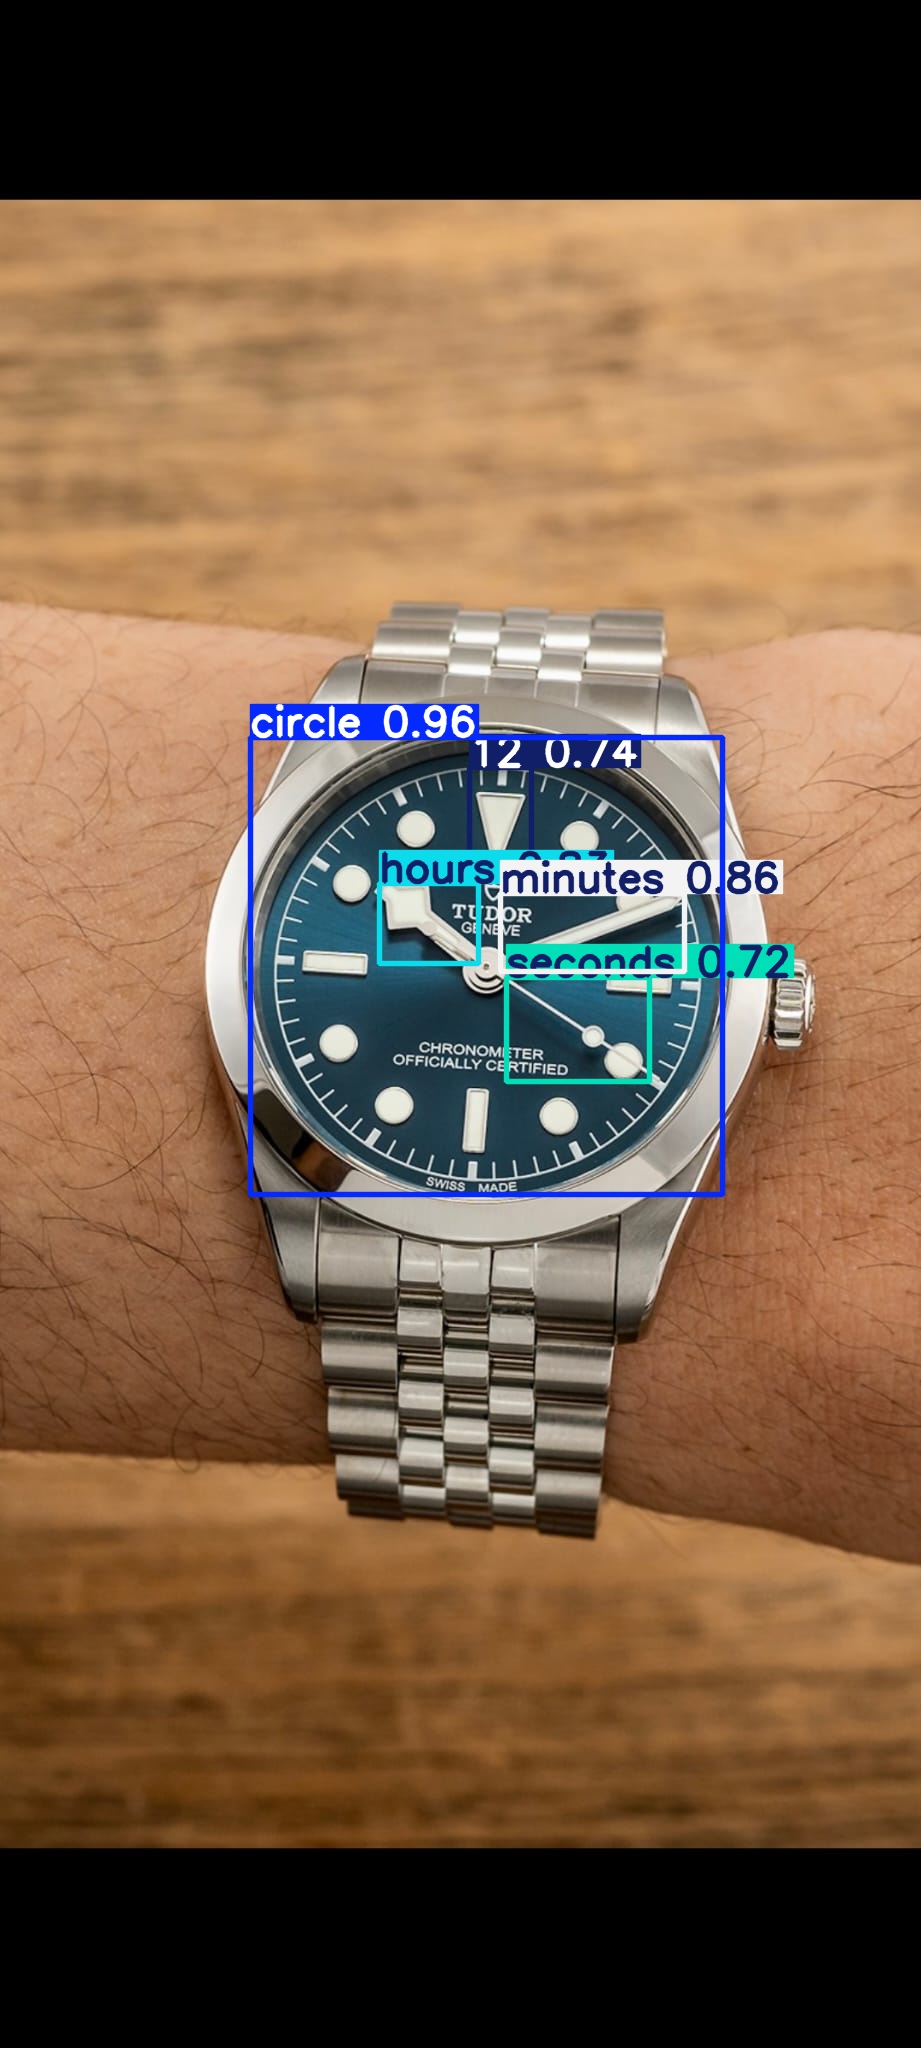 circle 0.96
12 0.74
hours
minutes 0.86
TUDOR
GENEVE
seconds 0.72
CHRONOMETER
OFFICIALLY CERTIFIED
SWISS MADE